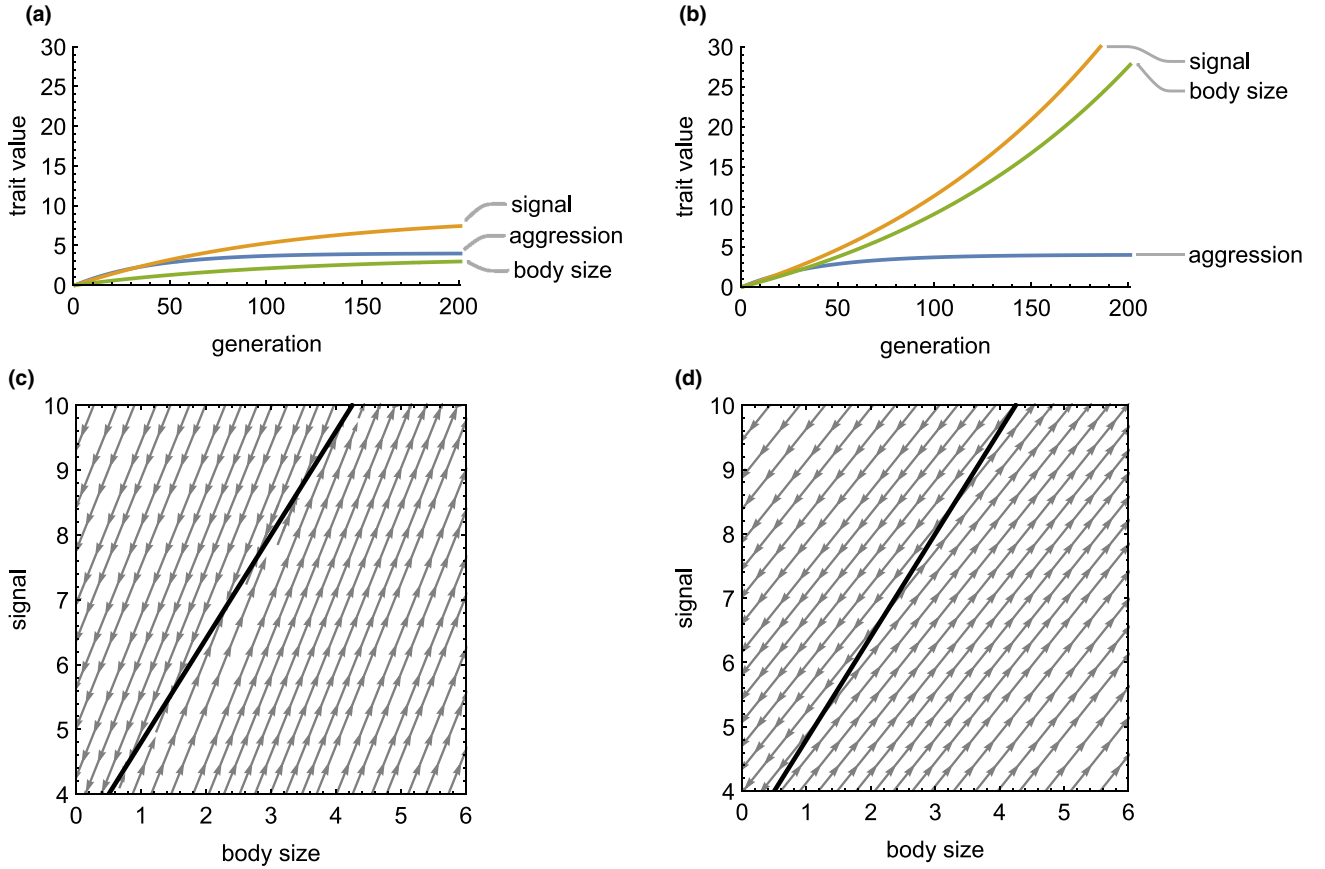 (a)
30
25
20
15
10
5
0
trait value
0 50 100 150 200
generation
signal
aggression
body size
(b)
30
25
20
15
10
5
0
trait value
0 50 100 150 200
generation
signal
body size
aggression
(c)
10
9
8
7
6
5
4
signal
0 1 2 3 4 5 6
body size
(d)
10
9
8
7
6
5
4
signal
0 1 2 3 4 5 6
body size